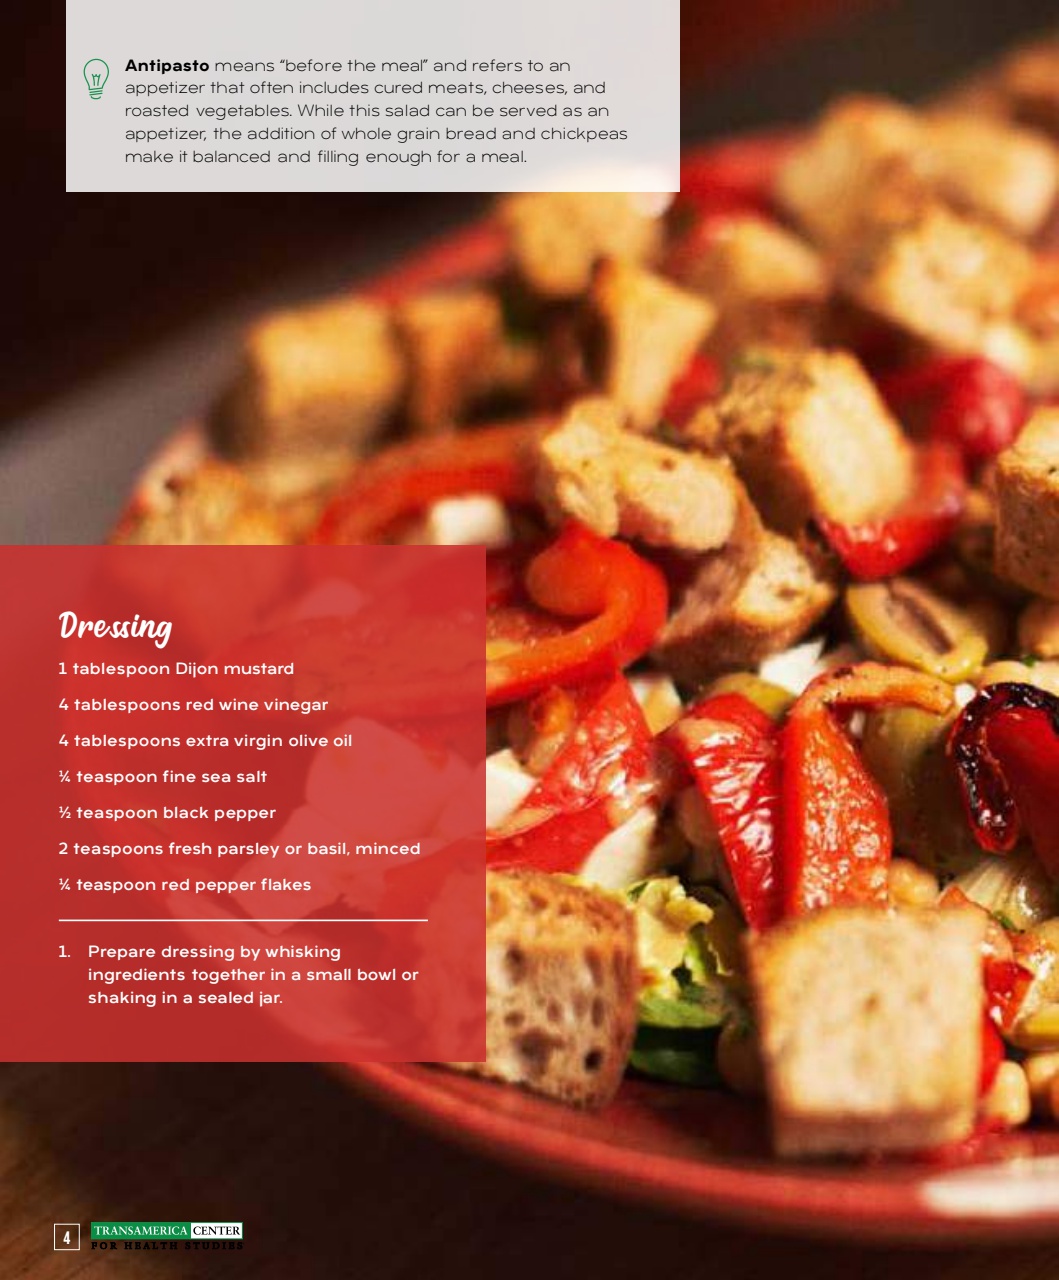 Antipasto means “before the meal” and refers to an
appetizer that often includes cured meats, cheeses, and
roasted vegetables. While this salad can be served as an
appetizer, the addition of whole grain bread and chickpeas
make it balanced and filling enough for a meal.
Dressing
1 tablespoon Dijon mustard
4 tablespoons red wine vinegar
4 tablespoons extra virgin olive oil
¼ teaspoon fine sea salt
½ teaspoon black pepper
2 teaspoons fresh parsley or basil, minced
¼ teaspoon red pepper flakes
1. Prepare dressing by whisking
ingredients together in a small bowl or
shaking in a sealed jar.
4 TRANSAMERICA CENTER
FOR HEALTH STUDIES